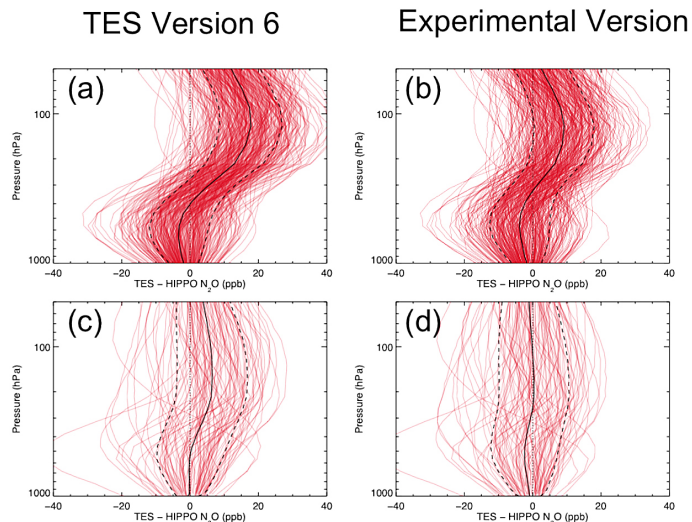 TES Version 6
Experimental Version
(a)
100
1000
Pressure (hPa)
-40 -20 0 20 40
TES - HIPPO N2O (ppb)
(b)
100
1000
Pressure (hPa)
-40 -20 0 20 40
TES - HIPPO N2O (ppb)
(c)
100
1000
Pressure (hPa)
-40 -20 0 20 40
TES - HIPPO N2O (ppb)
(d)
100
1000
Pressure (hPa)
-40 -20 0 20 40
TES - HIPPO N2O (ppb)